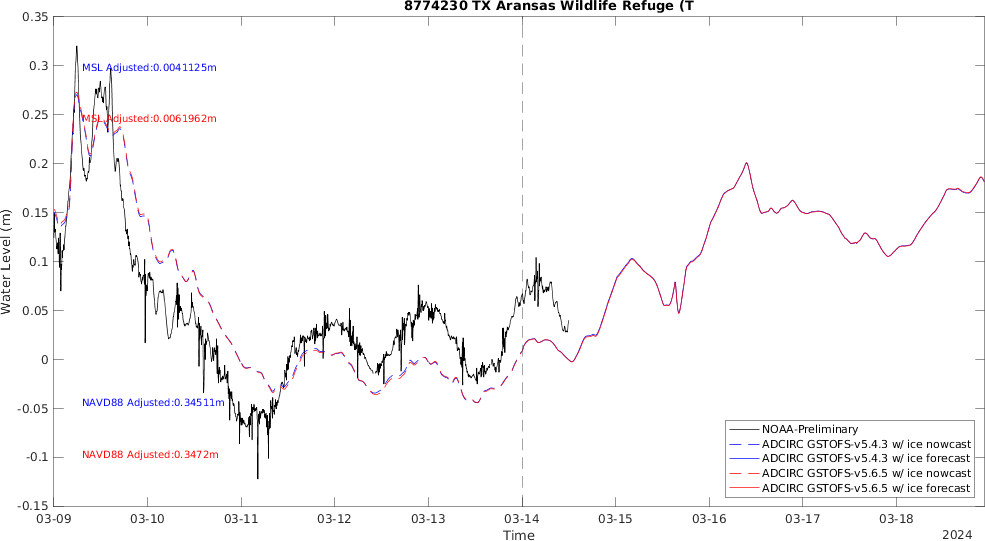 8774230 TX Aransas Wildlife Refuge (T
0.35
0.3
0.25
0.2
0.15
0.1
0.05
0
-0.05
-0.1
-0.15
Water Level (m)
MSL Adjusted:0.0041125m
MSL Adjusted:0.0061962m
NAVD88 Adjusted:0.34511m
NAVD88 Adjusted:0.3472m
NOAA-Preliminary
ADCIRC GSTOFS-v5.4.3 w/ ice nowcast
ADCIRC GSTOFS-v5.4.3 w/ ice forecast
ADCIRC GSTOFS-v5.6.5 w/ ice nowcast
ADCIRC GSTOFS-v5.6.5 w/ ice forecast
03-09 03-10 03-11 03-12 03-13 03-14 03-15 03-16 03-17 03-18
Time
2024